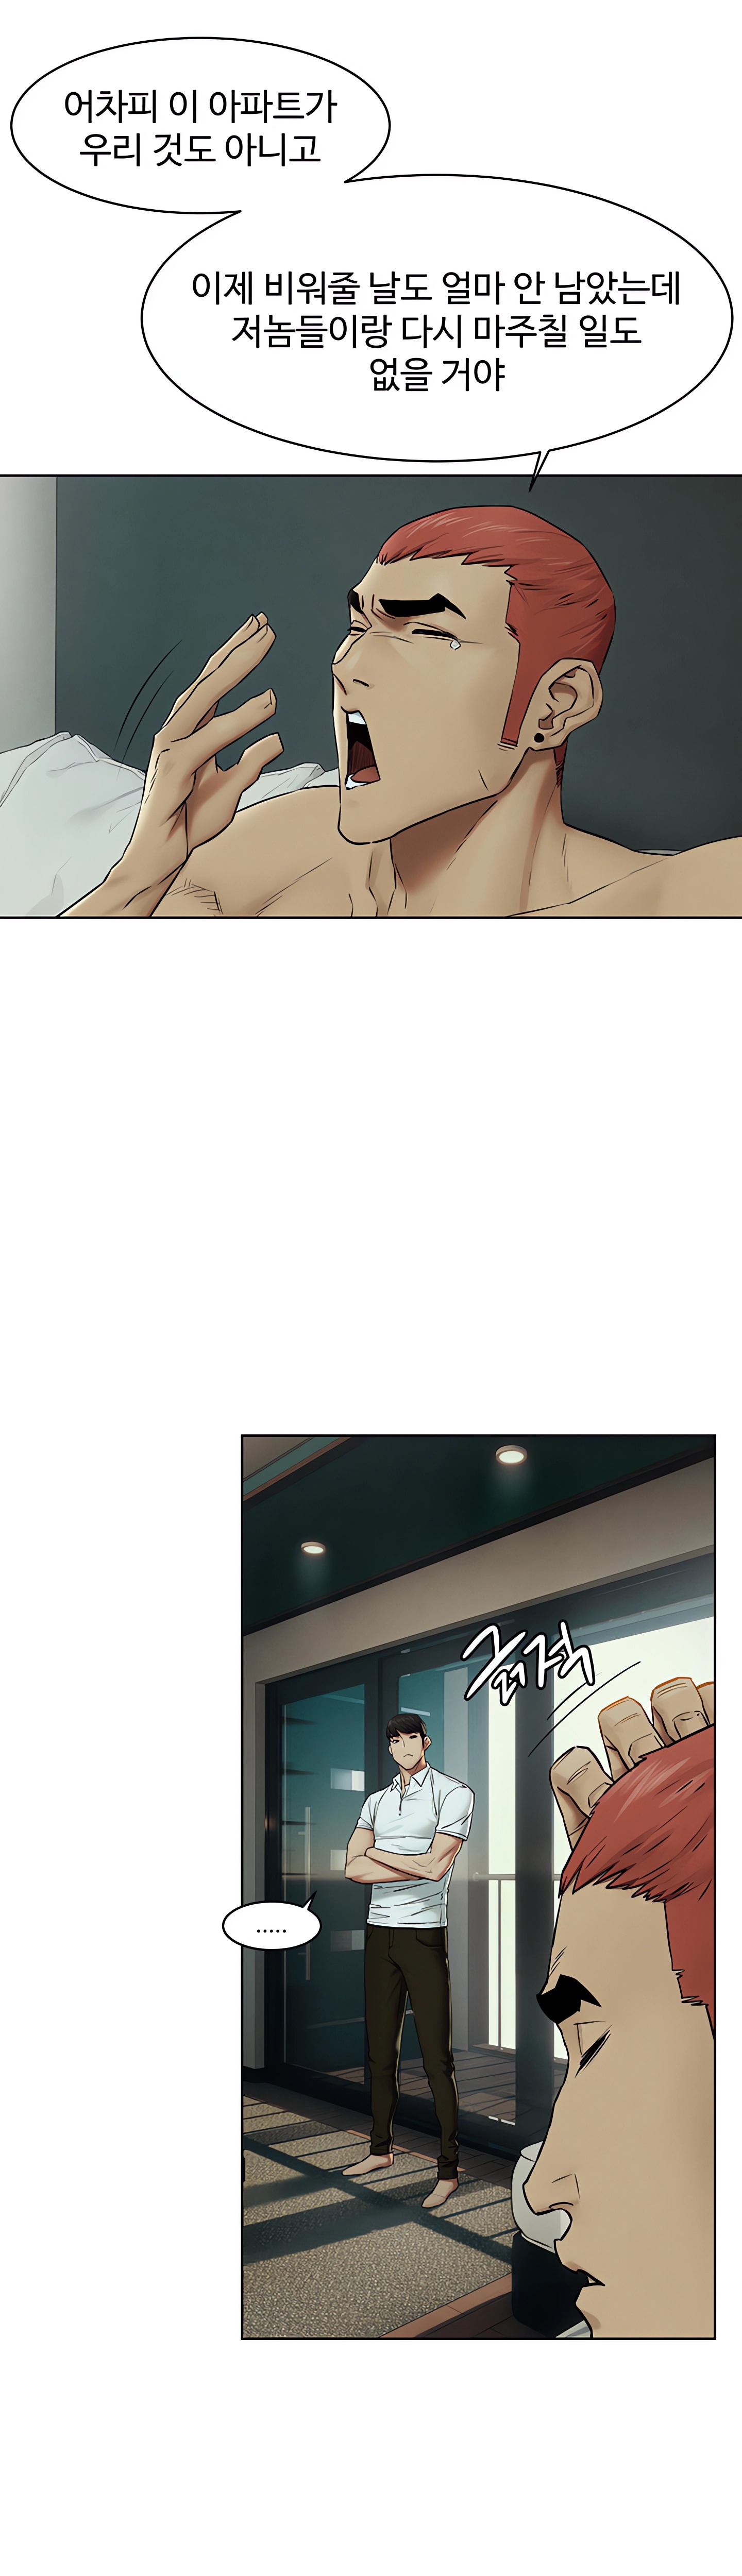 어차피 이 아파트가
우리 것도 아니고
이제 비워줄 날도 얼마 안 남았는데
저놈들이랑 다시 마주칠 일도
없을 거야
긁적
.....